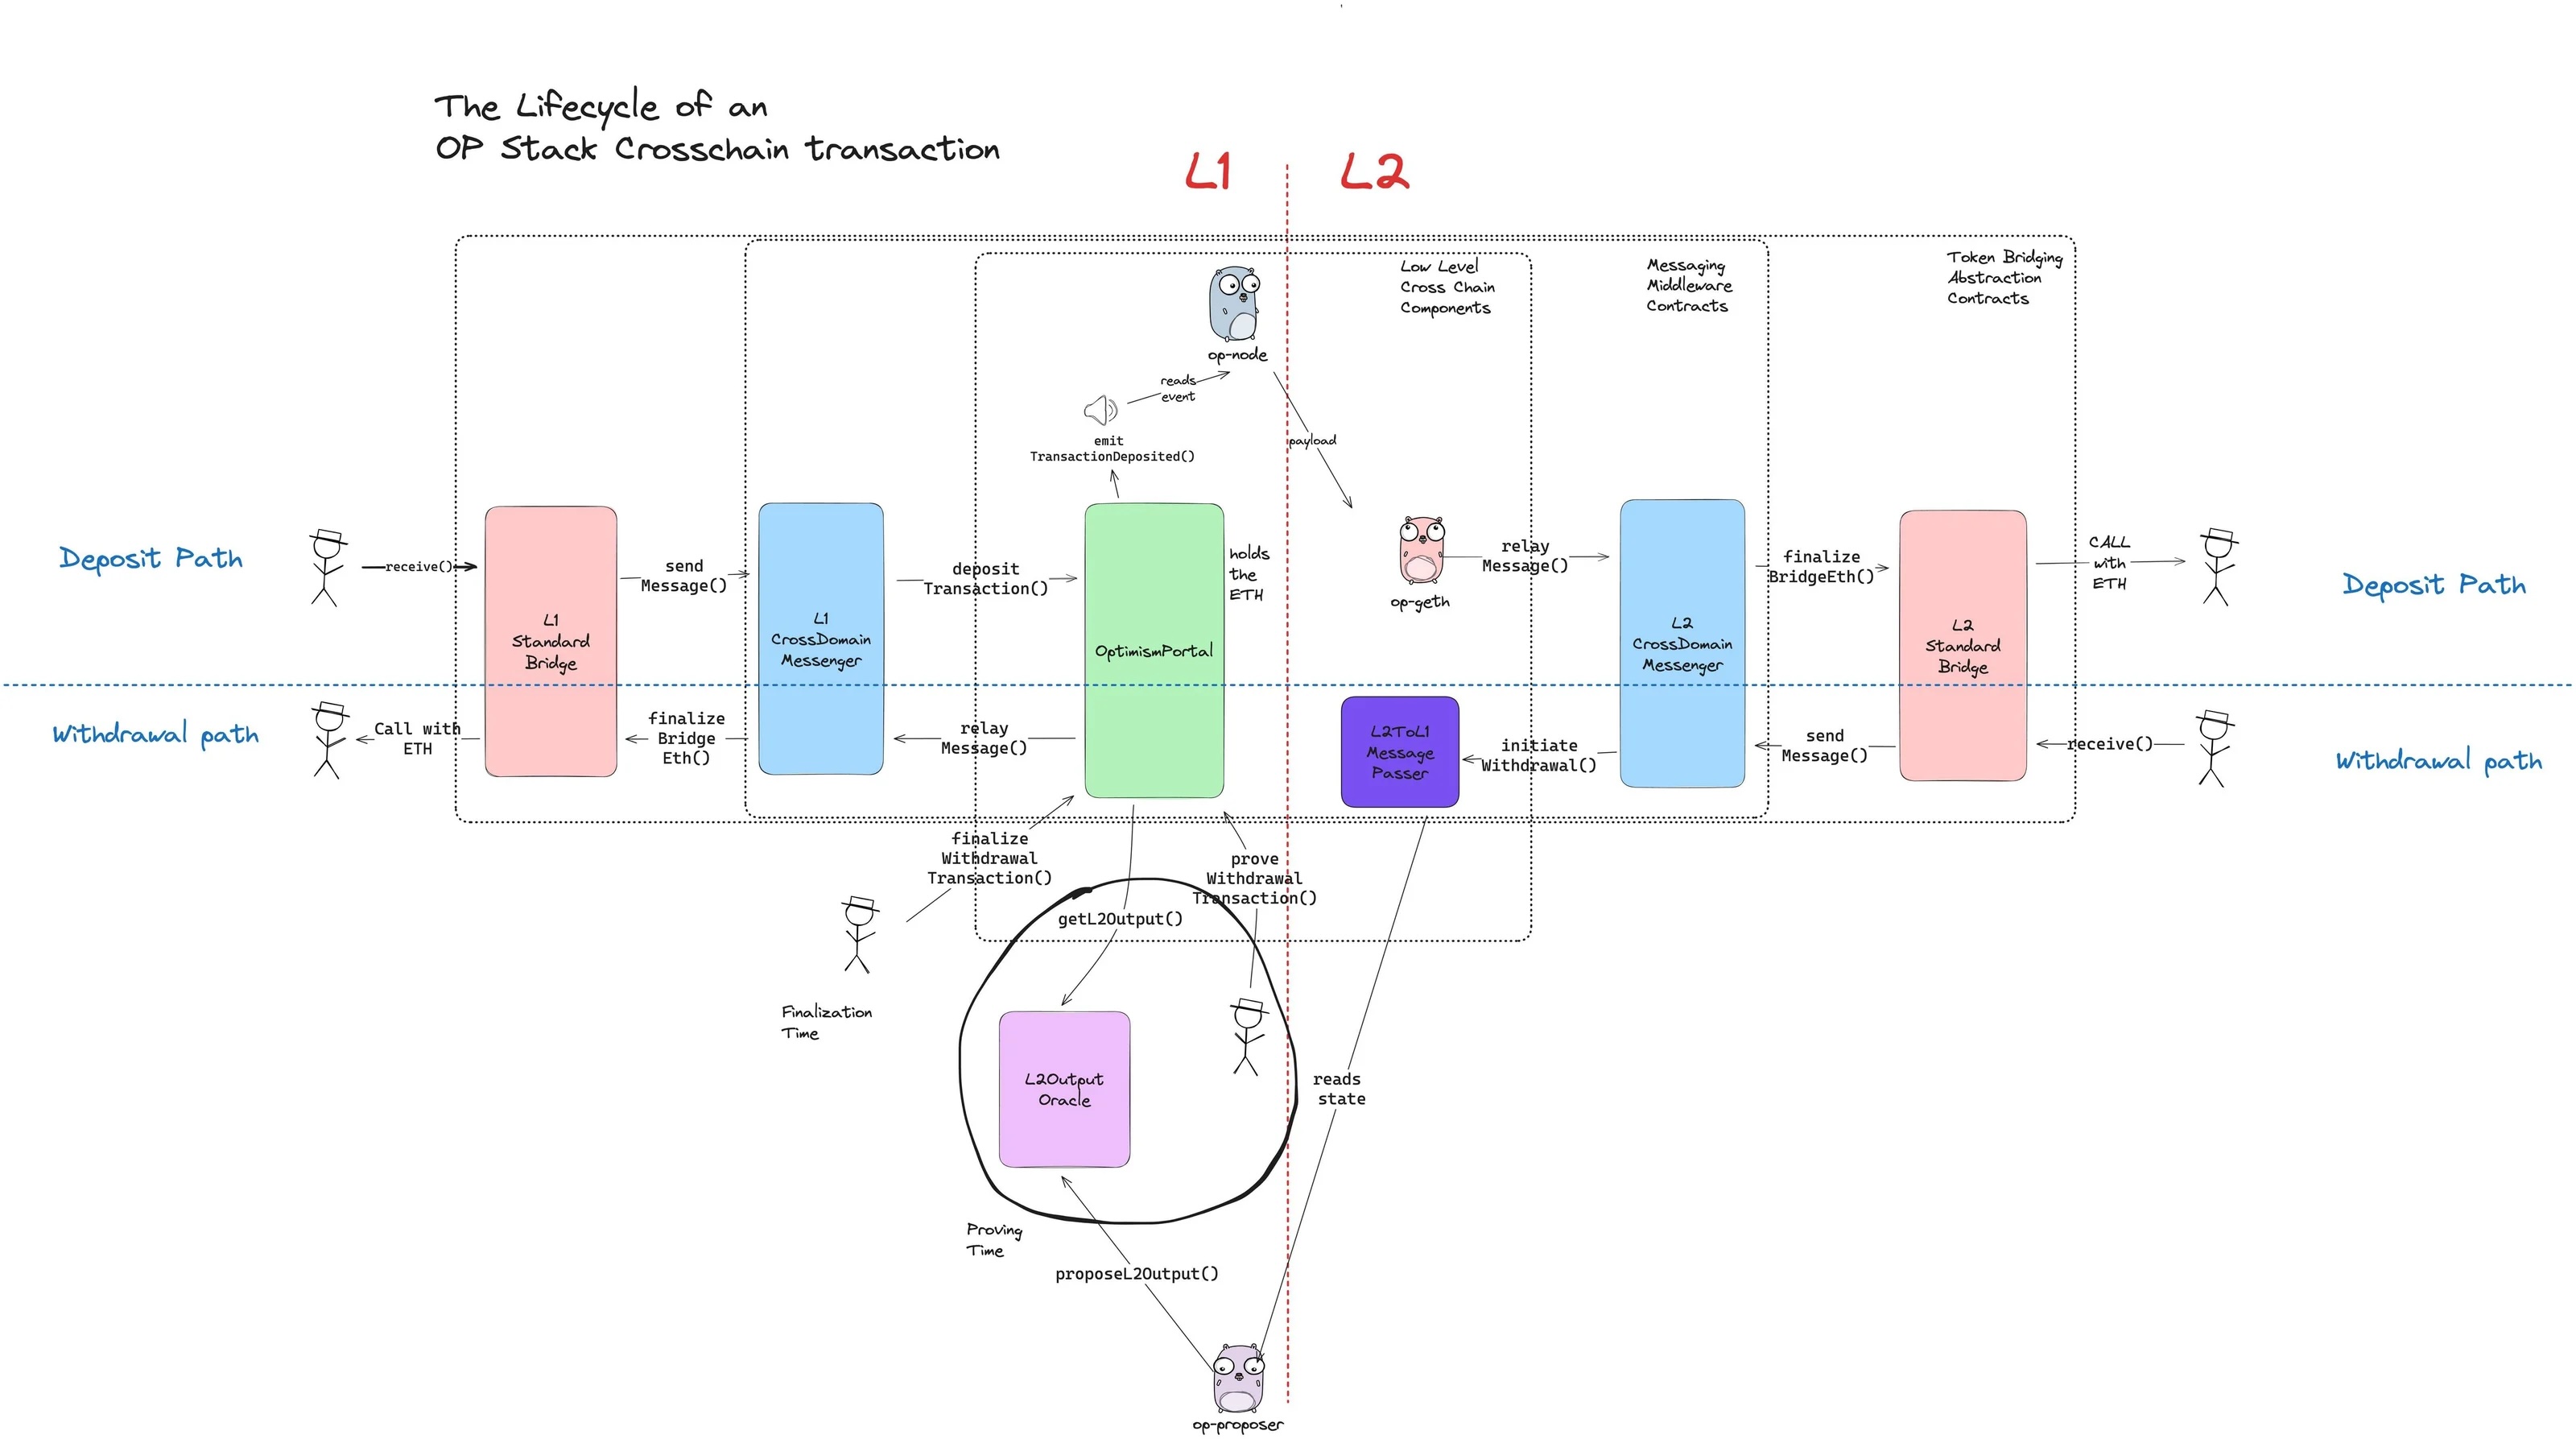 The Lifecycle of an
OP Stack Crosschain transaction
L1
L2
Low Level
Cross Chain
Components
Messaging
Middleware
Contracts
Token Bridging
Abstraction
Contracts
op-node
reads
event
emit
TransactionDeposited()
payload
Deposit Path
receive()
L1
Standard
Bridge
send
Message()
L1
CrossDomain
Messenger
deposit
Transaction()
OptimismPortal
holds
the
ETH
op-geth
relay
Message()
L2
CrossDomain
Messenger
finalize
BridgeEth()
L2
Standard
Bridge
CALL
with
ETH
Deposit Path
Withdrawal path
Call with
ETH
finalize
Bridge
Eth()
relay
Message()
L2ToL1
Message
Passer
initiate
Withdrawal()
send
Message()
receive()
Withdrawal path
finalize
Withdrawal
Transaction()
prove
Withdrawal
Transaction()
getL2Output()
Finalization
Time
L2Output
Oracle
reads
state
Proving
Time
proposeL2Output()
op-proposer